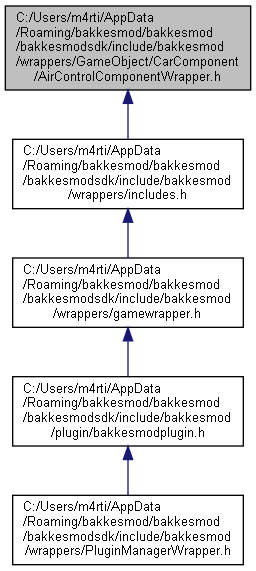 C:/Users/m4rti/AppData
/Roaming/bakkesmod/bakkesmod
/bakkesmodsdk/include/bakkesmod
/wrappers/GameObject/CarComponent
/AirControlComponentWrapper.h
C:/Users/m4rti/AppData
/Roaming/bakkesmod/bakkesmod
/bakkesmodsdk/include/bakkesmod
/wrappers/includes.h
C:/Users/m4rti/AppData
/Roaming/bakkesmod/bakkesmod
/bakkesmodsdk/include/bakkesmod
/wrappers/gamewrapper.h
C:/Users/m4rti/AppData
/Roaming/bakkesmod/bakkesmod
/bakkesmodsdk/include/bakkesmod
/plugin/bakkesmodplugin.h
C:/Users/m4rti/AppData
/Roaming/bakkesmod/bakkesmod
/bakkesmodsdk/include/bakkesmod
/wrappers/PluginManagerWrapper.h